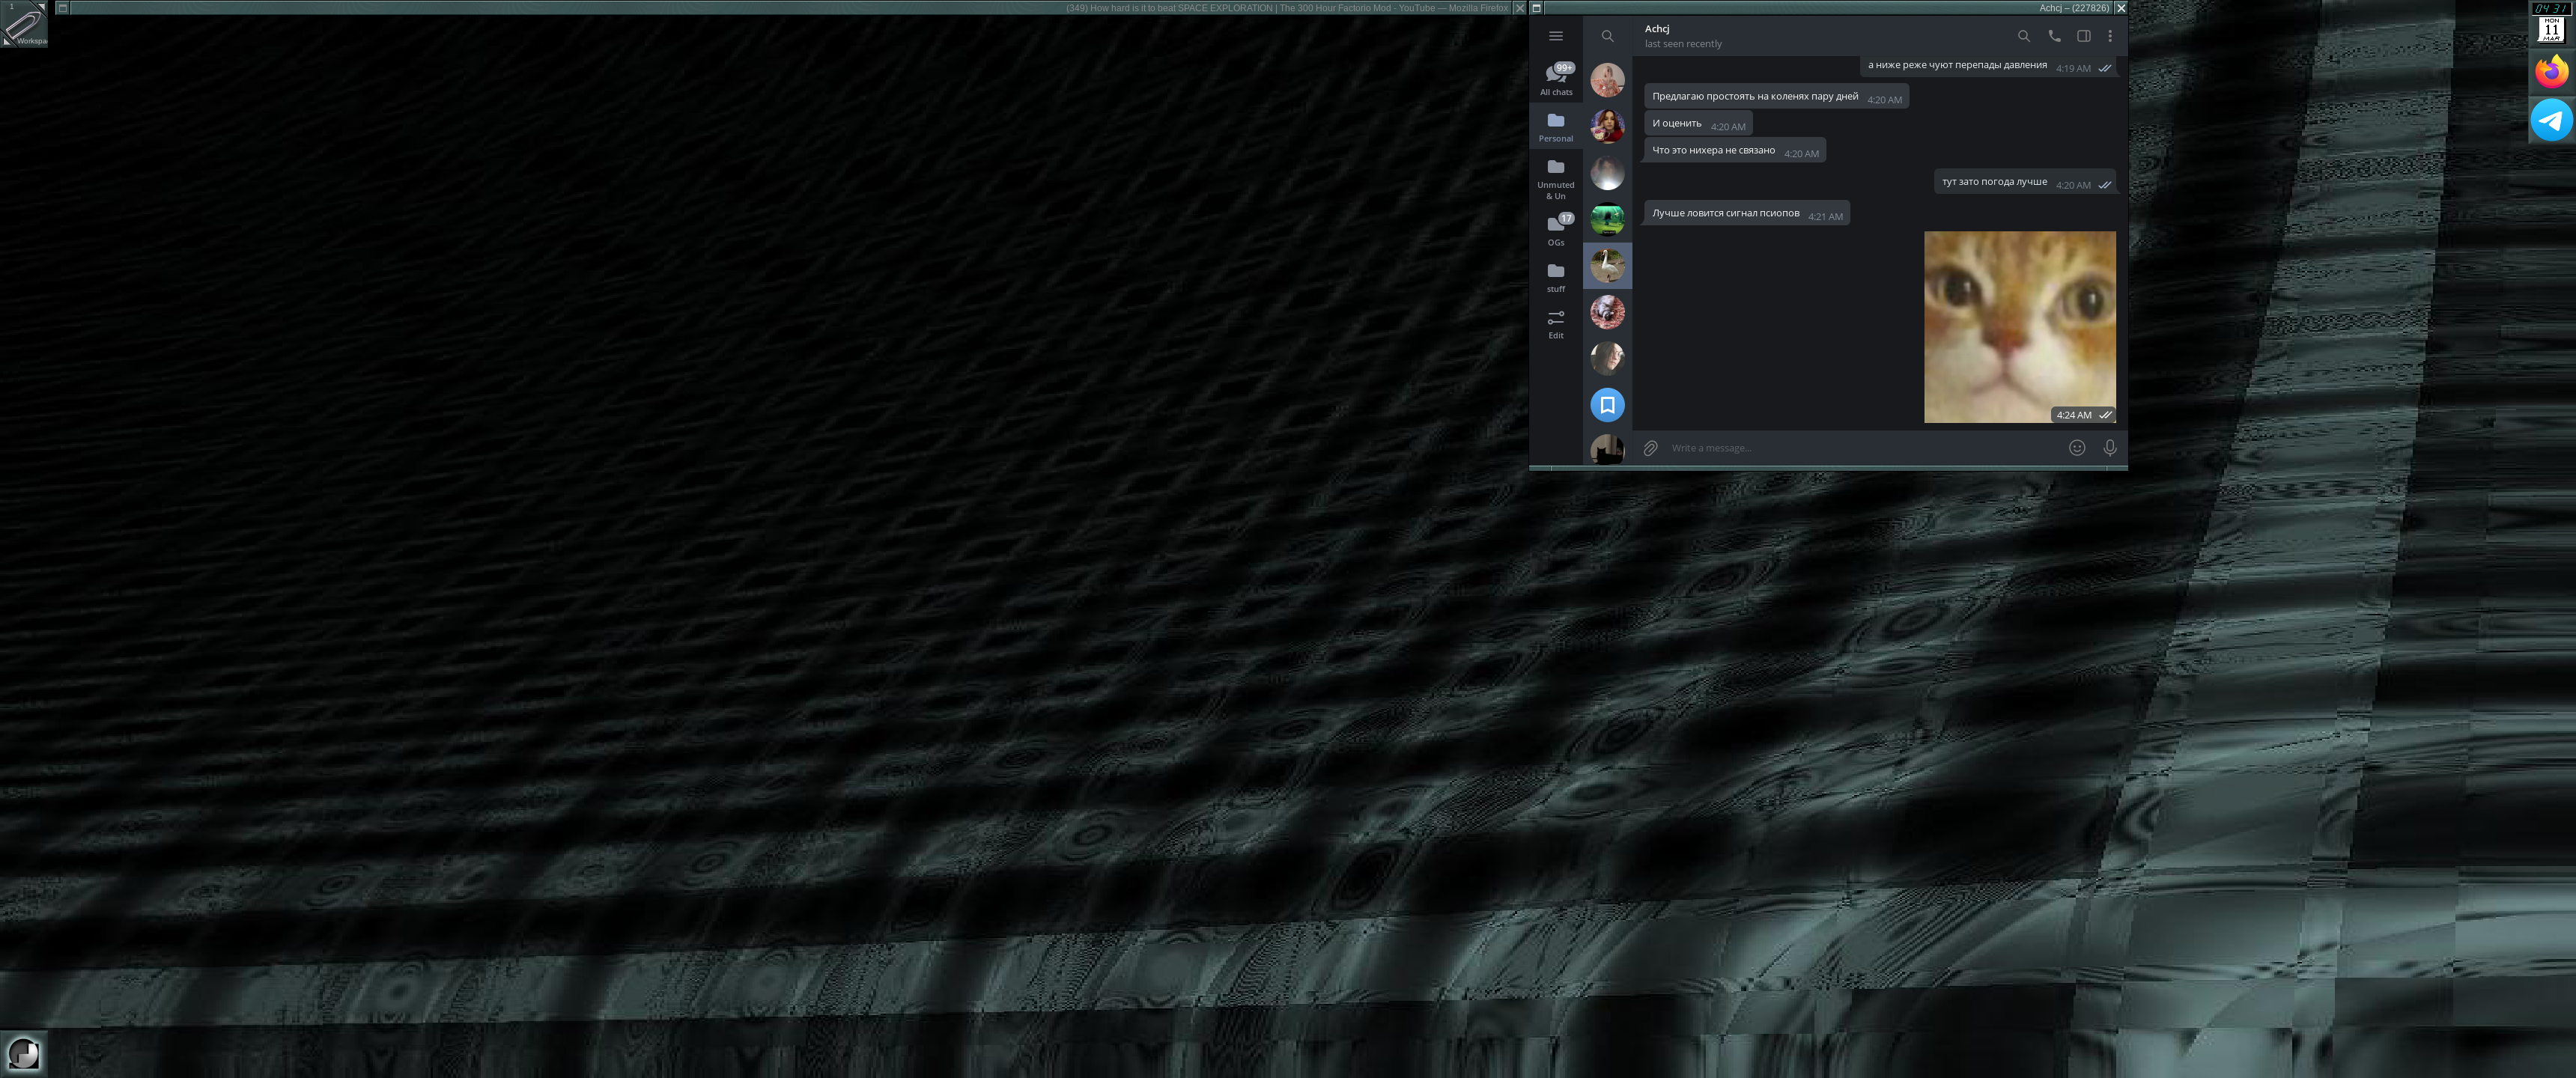 1
Workspa
(349) How hard is it to beat SPACE EXPLORATION | The 300 Hour Factorio Mod - YouTube — Mozilla Firefox
Achcj – (227826)
04:31
MON
11
MAR
Achcj
last seen recently
99+
All chats
Personal
Unmuted
& Un
17
OGs
stuff
Edit
а ниже реже чуют перепады давления 4:19 AM
Предлагаю простоять на коленях пару дней 4:20 AM
И оценить 4:20 AM
Что это нихера не связано 4:20 AM
тут зато погода лучше 4:20 AM
Лучше ловится сигнал псиопов 4:21 AM
4:24 AM
Write a message...